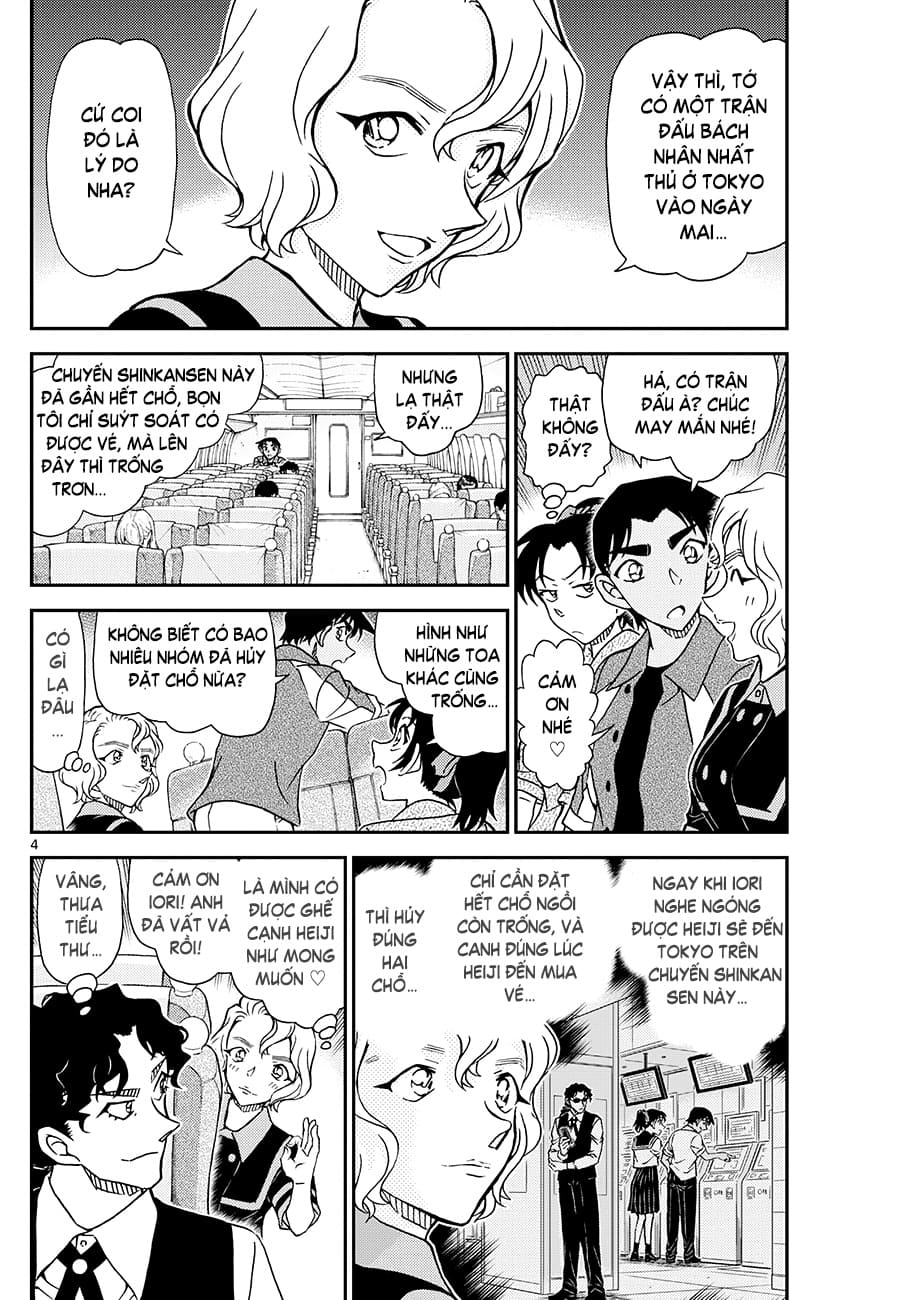 VẬY THÌ, TỚ
CÓ MỘT TRẬN
ĐẤU BÁCH
NHÂN NHẤT
THỦ Ở TOKYO
VÀO NGÀY
MAI...
CỨ COI
ĐÓ LÀ
LÝ DO
NHA?
HẢ, CÓ TRẬN
ĐẤU À? CHÚC
MAY MẮN NHÉ!
THẬT
KHÔNG
ĐẤY?
CẢM
ƠN
NHÉ
♡
NHƯNG
LẠ THẬT
ĐẤY...
CHUYẾN SHINKANSEN NÀY
ĐÃ GẦN HẾT CHỔ, BỌN
TÔI CHỈ SUÝT SOÁT CÓ
ĐƯỢC VÉ, MÀ LÊN
ĐÂY THÌ TRỐNG
TRƠN...
HÌNH NHƯ
NHỮNG TOA
KHÁC CŨNG
TRỐNG...
KHÔNG BIẾT CÓ BAO
NHIÊU NHÓM ĐÃ HỦY
ĐẶT CHỔ NỮA?
CÓ
GÌ
LẠ
ĐÂU
...
4
NGAY KHI IORI
NGHE NGÓNG
ĐƯỢC HEIJI SẼ ĐẾN
TOKYO TRÊN
CHUYẾN SHINKAN
SEN NÀY...
CHỈ CẦN ĐẶT
HẾT CHỔ NGỒI
CÒN TRỐNG, VÀ
CANH ĐÚNG LÚC
HEIJI ĐẾN MUA
VÉ...
THÌ HỦY
ĐÚNG
HAI
CHỔ...
LÀ MÌNH CÓ
ĐƯỢC GHẾ
CẠNH HEIJI
NHƯ MONG
MUỐN ♡
CẢM ƠN
IORI! ANH
ĐÃ VẤT VẢ
RỒI!
VÂNG,
THƯA
TIỂU
THƯ...